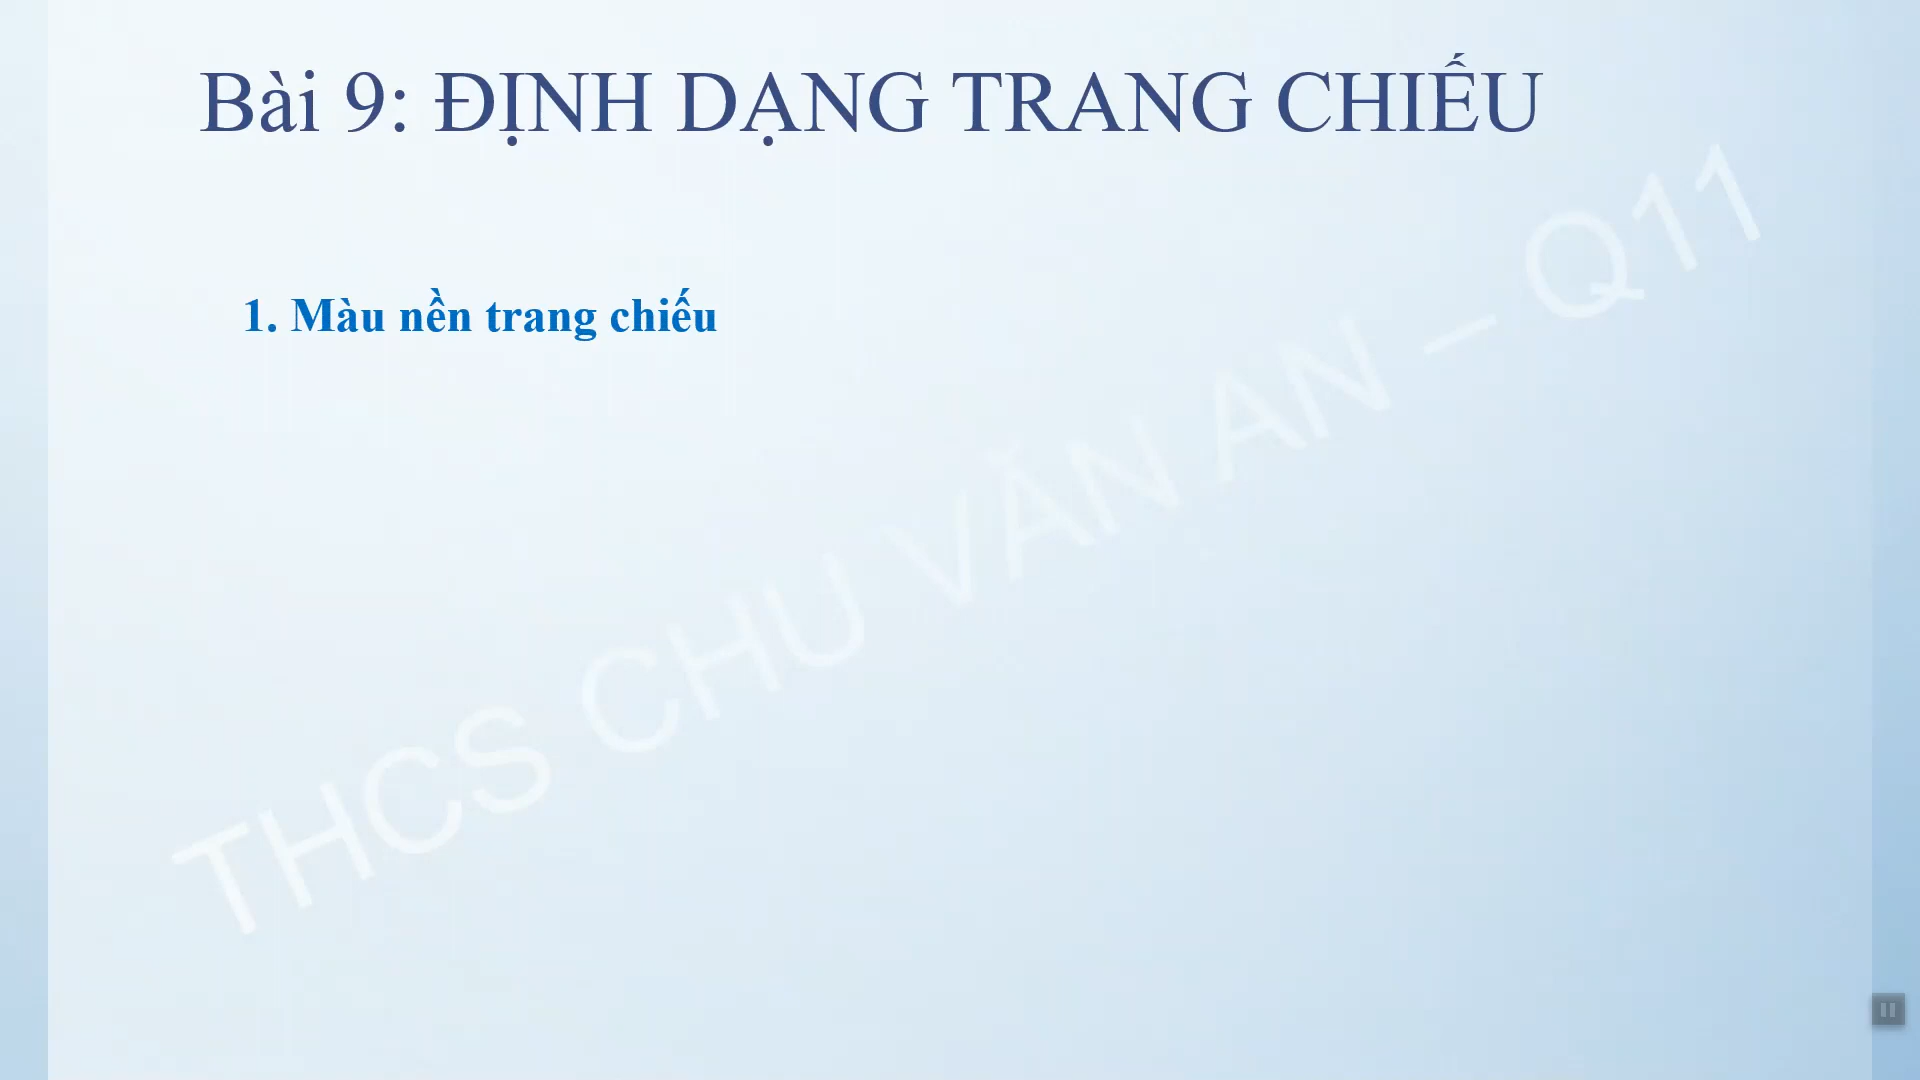 Bài 9: ĐỊNH DẠNG TRANG CHIẾU
1. Màu nền trang chiếu
THCS CHU VĂN AN – Q11